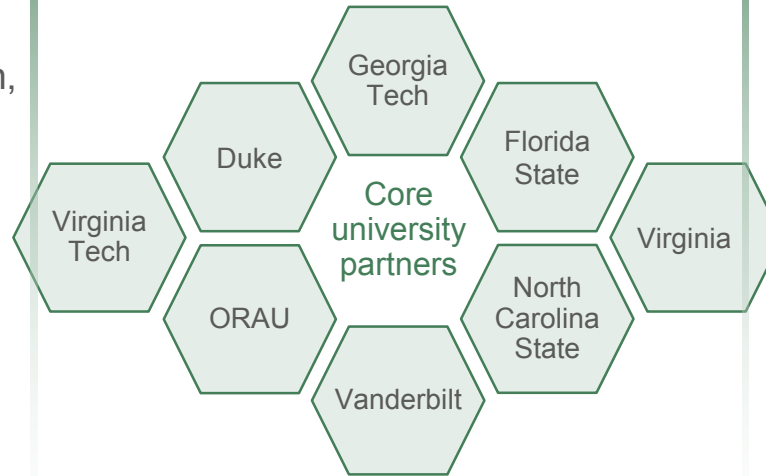 Georgia
Tech
Duke
Florida
State
Virginia
Tech
Core
university
partners
Virginia
ORAU
North
Carolina
State
Vanderbilt